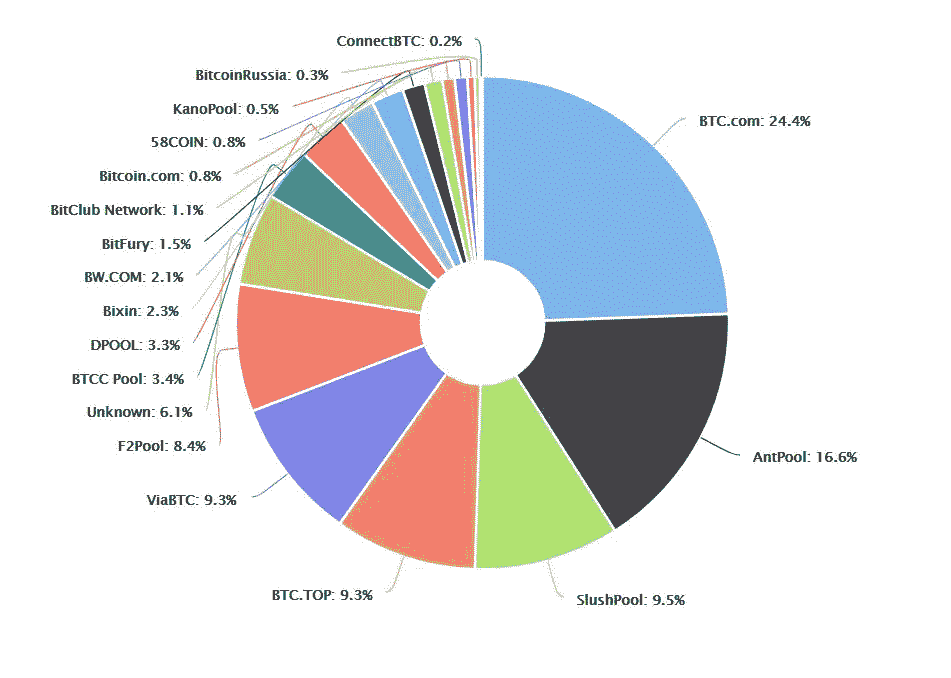 ConnectBTC: 0.2%
BitcoinRussia: 0.3%
KanoPool: 0.5%
58COIN: 0.8%
Bitcoin.com: 0.8%
BitClub Network: 1.1%
BitFury: 1.5%
BW.COM: 2.1%
Bixin: 2.3%
DPOOL: 3.3%
BTCC Pool: 3.4%
Unknown: 6.1%
F2Pool: 8.4%
ViaBTC: 9.3%
BTC.TOP: 9.3%
SlushPool: 9.5%
AntPool: 16.6%
BTC.com: 24.4%